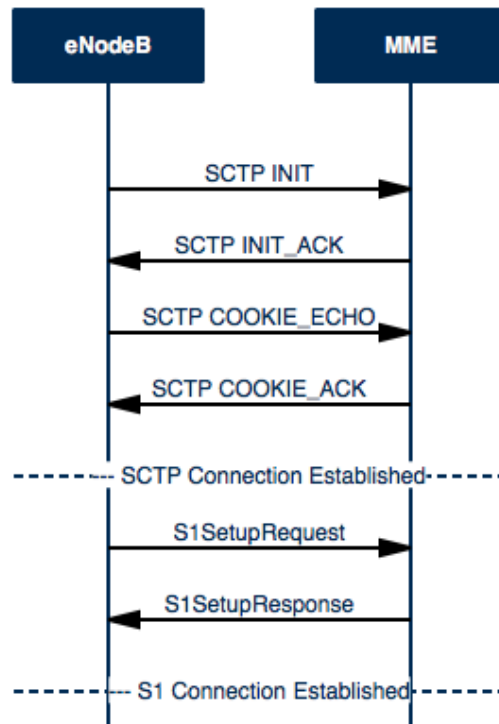 eNodeB MME
SCTP INIT
SCTP INIT_ACK
SCTP COOKIE_ECHO
SCTP COOKIE_ACK
--- SCTP Connection Established
S1SetupRequest
S1SetupResponse
--- S1 Connection Established